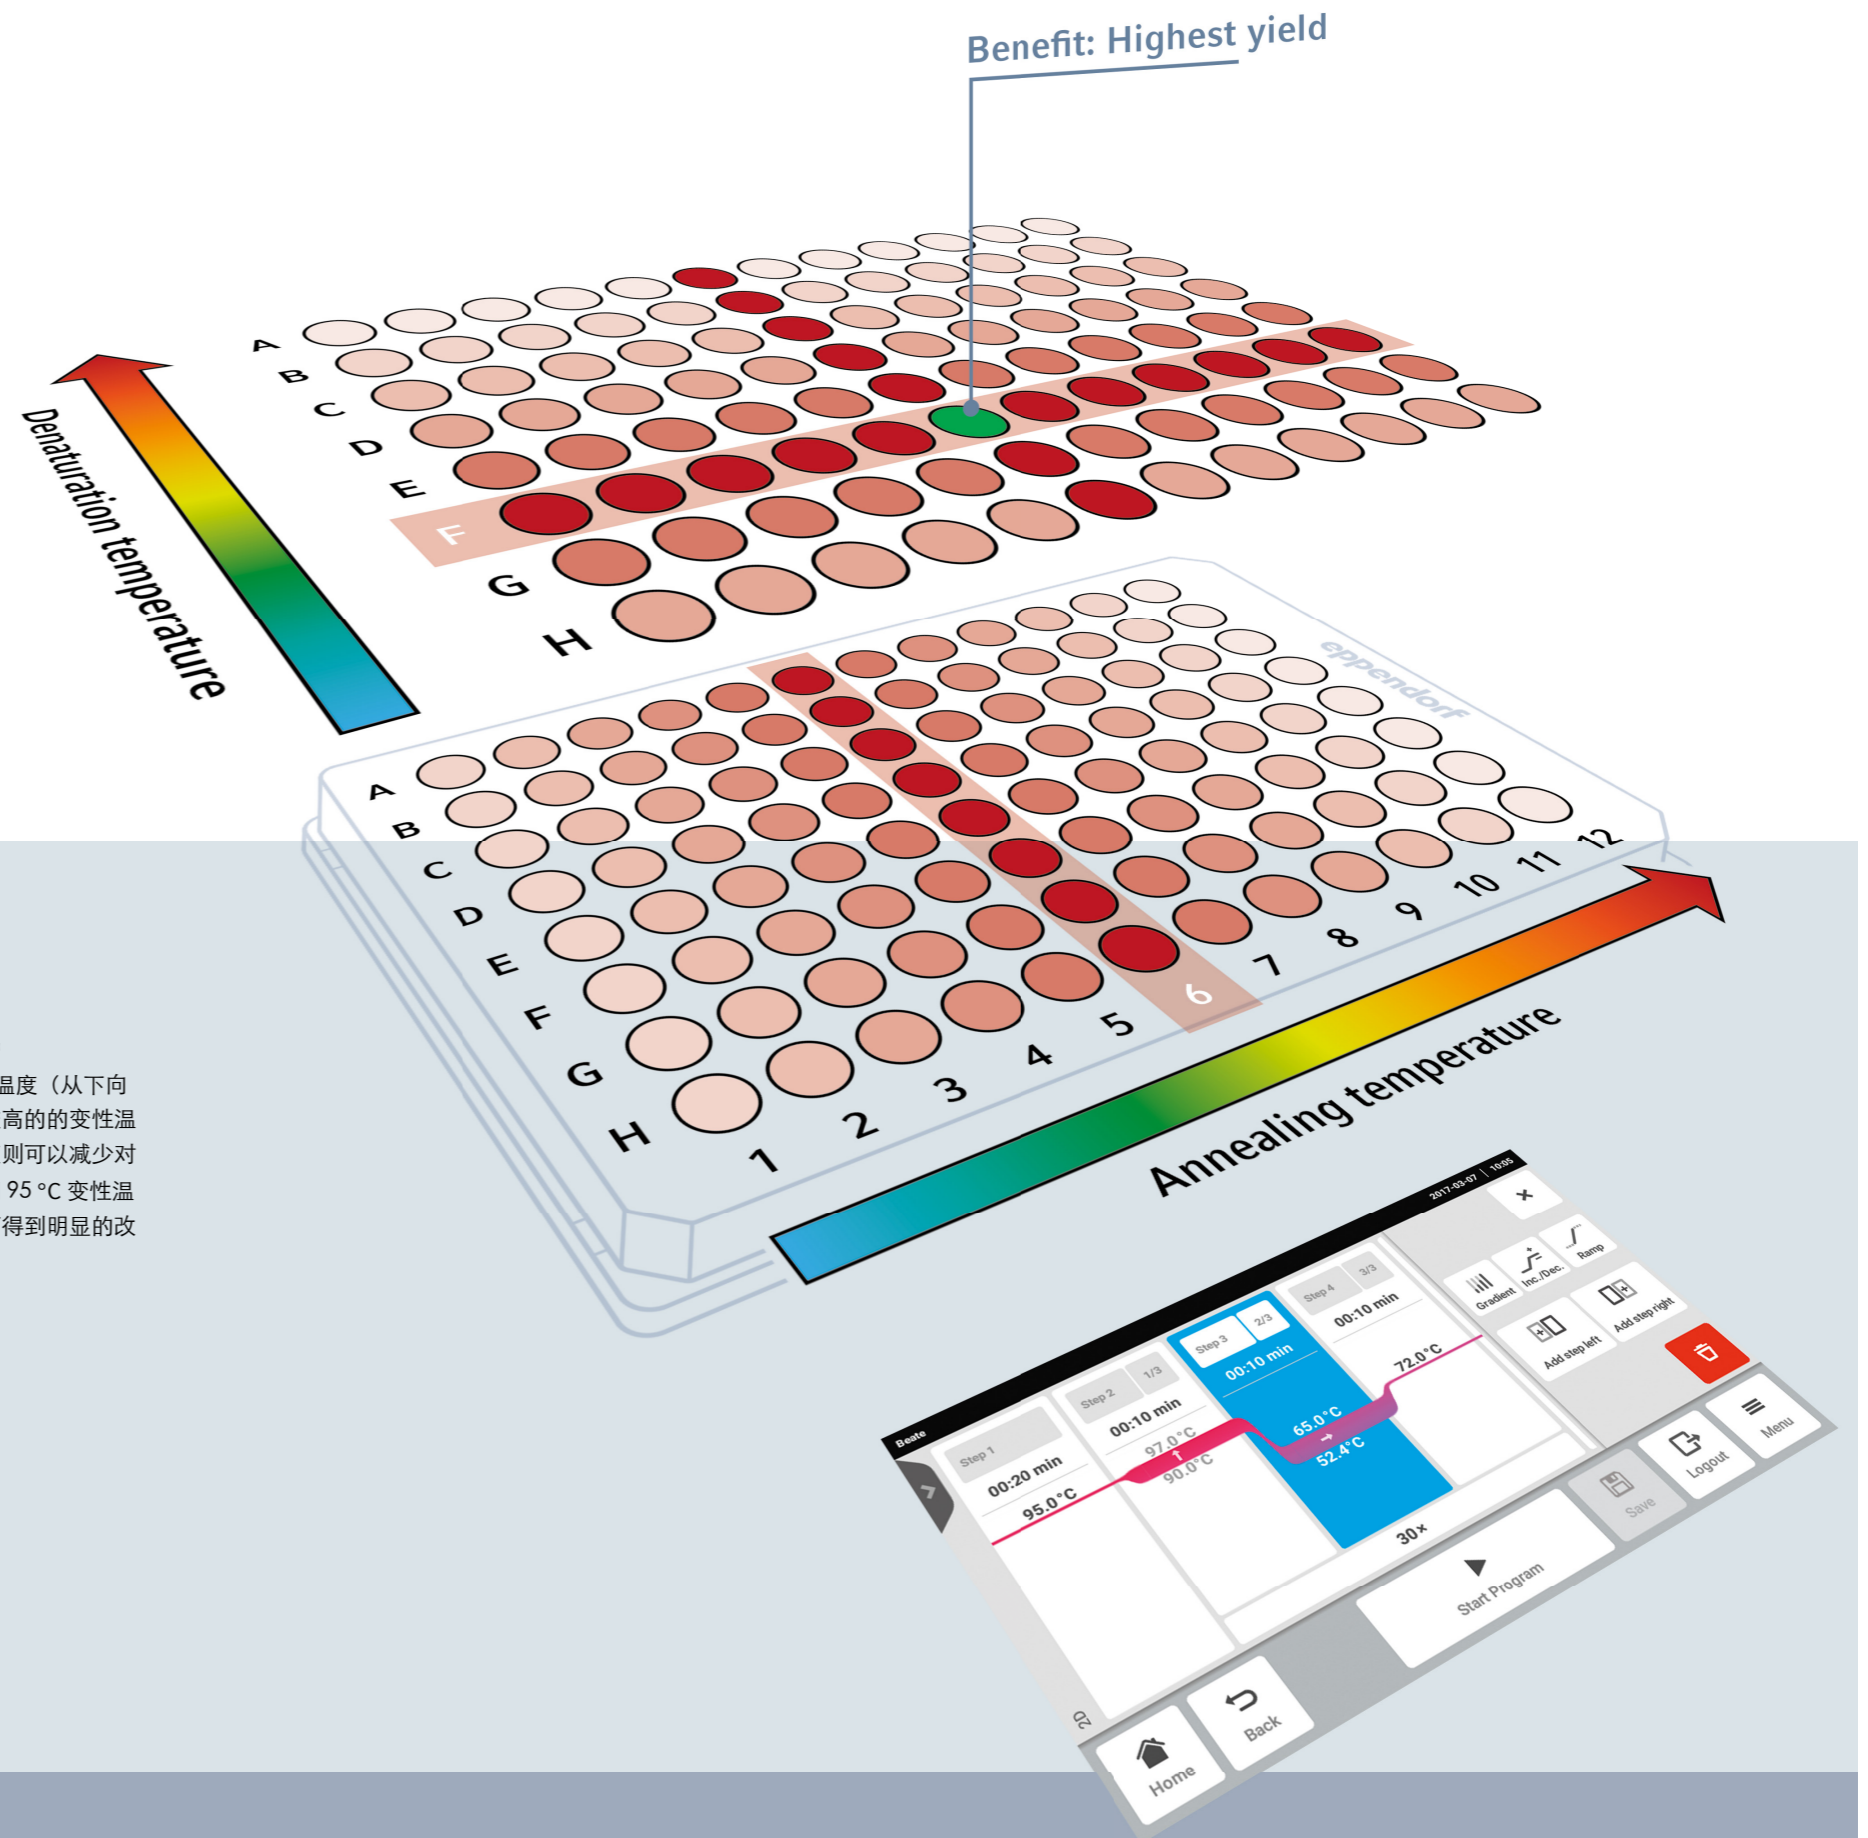 Benefit: Highest yield
A
B
C
D
E
F
G
H
Denaturation temperature
eppendorf
A
B
C
D
E
F
G
H
1
2
3
4
5
6
7
8
9
10
11
12
Annealing temperature
温度（从下向
高的的变性温
则可以减少对
95 °C 变性温
得到明显的改
Beate
2017-03-07 | 10:05
Step 1
00:20 min
95.0°C
Step 2 1/3
00:10 min
97.0°C
90.0°C
Step 3 2/3
00:10 min
65.0°C
52.4°C
Step 4 3/3
00:10 min
72.0°C
30×
2D
×
Gradient
Inc./Dec.
Ramp
Add step left
Add step right
Home
Back
Start Program
Save
Logout
Menu